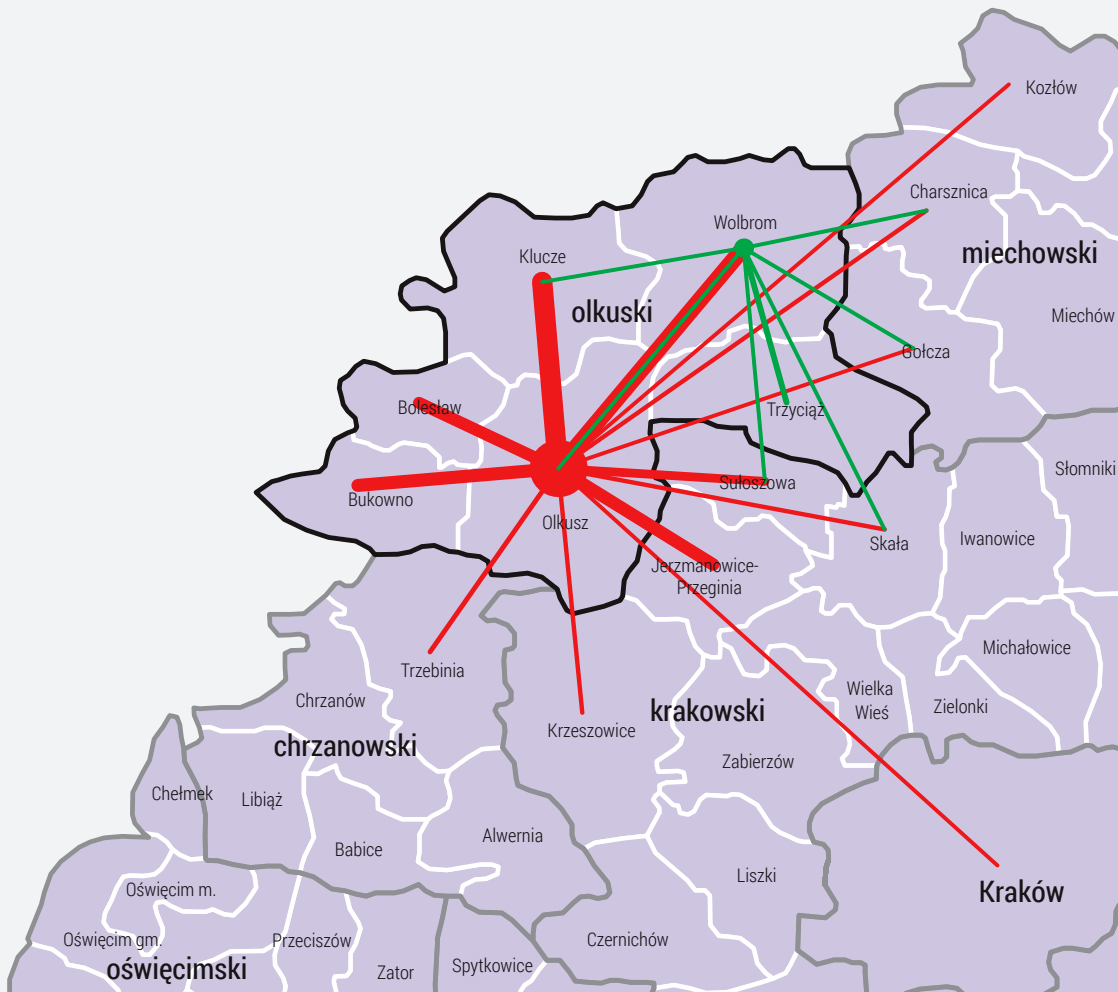 Kozłów
Charsznica
Wolbrom
miechowski
Klucze
olkuski
Miechów
Gołcza
Bolesław
Trzyciąż
Słomniki
Sułoszowa
Bukowno
Olkusz
Skała
Iwanowice
Jerzmanowice-
Przeginia
Michałowice
Trzebinia
Chrzanów
Wielka
Wieś
Zielonki
krakowski
Krzeszowice
chrzanowski
Zabierzów
Chełmek
Libiąż
Alwernia
Babice
Liszki
Oświęcim m.
Kraków
Oświęcim gm.
Przeciszów
Czernichów
oświęcimski
Zator
Spytkowice